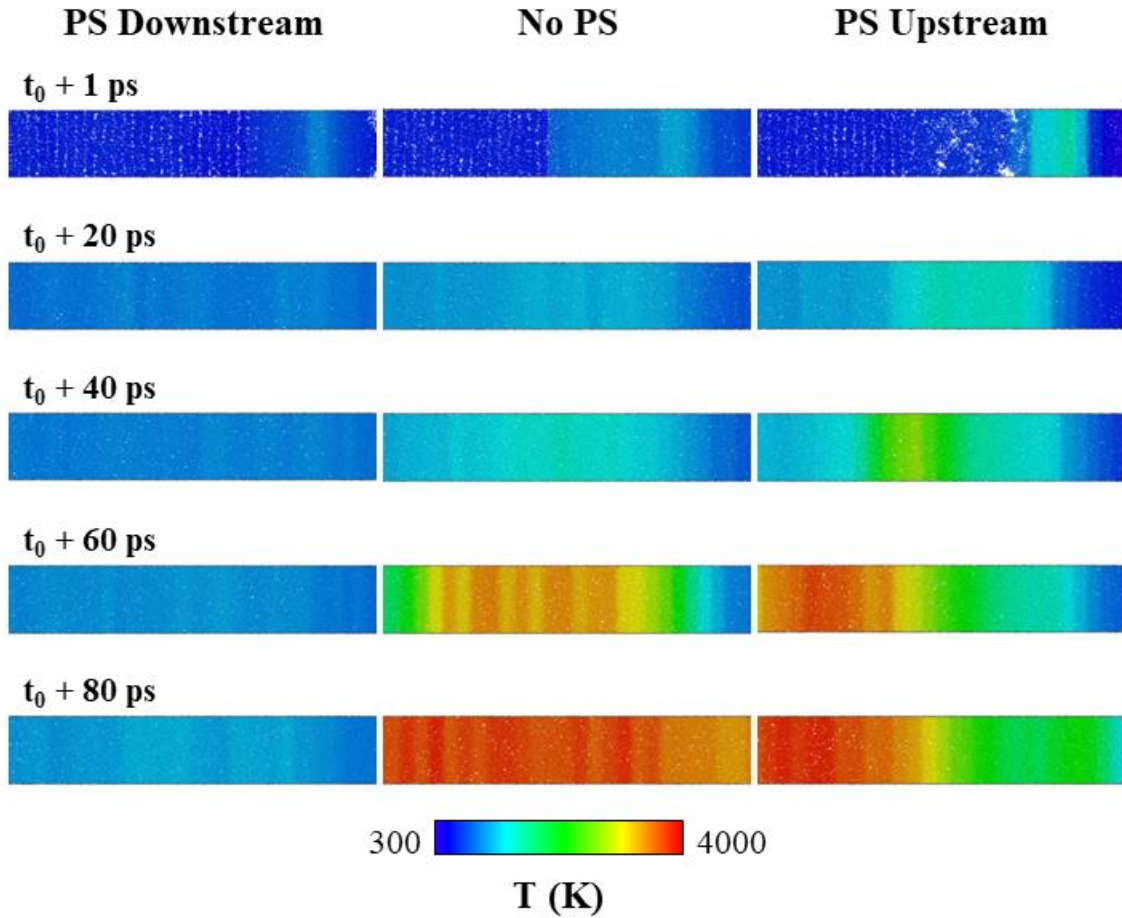 PS Downstream No PS PS Upstream
t₀ + 1 ps
t₀ + 20 ps
t₀ + 40 ps
t₀ + 60 ps
t₀ + 80 ps
300 4000
T (K)